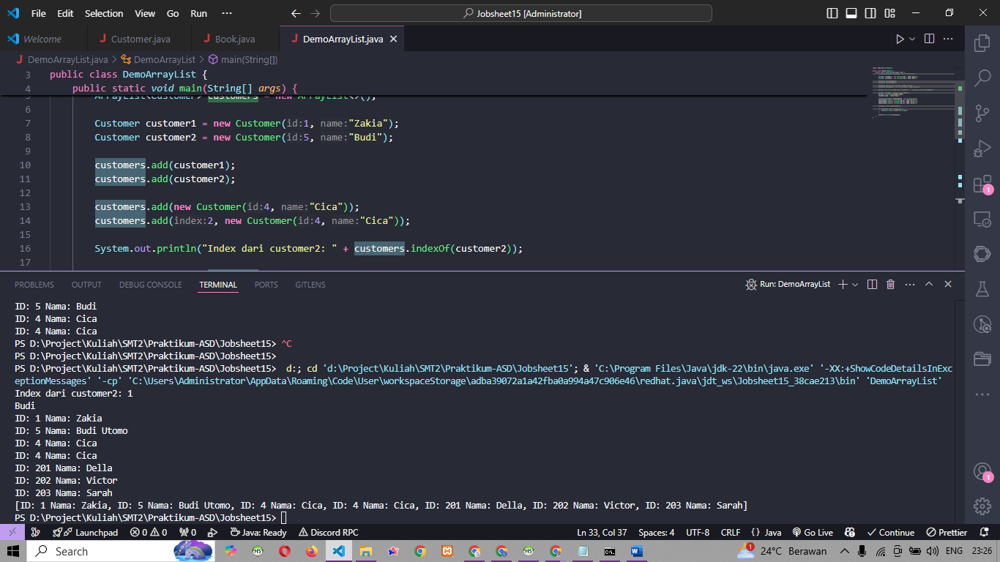 File Edit Selection View Go Run ··· Jobsheet15 [Administrator]
Welcome Customer.java Book.java DemoArrayList.java
DemoArrayList.java > DemoArrayList > main(String[])
3 public class DemoArrayList {
4 public static void main(String[] args) {
5 ArrayList<Customer> customers = new ArrayList<>();
6
7 Customer customer1 = new Customer(id:1, name:"Zakia");
8 Customer customer2 = new Customer(id:5, name:"Budi");
9
10 customers.add(customer1);
11 customers.add(customer2);
12
13 customers.add(new Customer(id:4, name:"Cica"));
14 customers.add(index:2, new Customer(id:4, name:"Cica"));
15
16 System.out.println("Index dari customer2: " + customers.indexOf(customer2));
17
PROBLEMS OUTPUT DEBUG CONSOLE TERMINAL PORTS GITLENS Run: DemoArrayList
ID: 5 Nama: Budi
ID: 4 Nama: Cica
ID: 4 Nama: Cica
PS D:\Project\Kuliah\SMT2\Praktikum-ASD\Jobsheet15> ^C
PS D:\Project\Kuliah\SMT2\Praktikum-ASD\Jobsheet15>
PS D:\Project\Kuliah\SMT2\Praktikum-ASD\Jobsheet15> d:; cd 'd:\Project\Kuliah\SMT2\Praktikum-ASD\Jobsheet15'; & 'C:\Program Files\Java\jdk-22\bin\java.exe' '-XX:+ShowCodeDetailsInExc
eptionMessages' '-cp' 'C:\Users\Administrator\AppData\Roaming\Code\User\workspaceStorage\adba39072a1a42fba0a994a47c906e46\redhat.java\jdt_ws\Jobsheet15_38cae213\bin' 'DemoArrayList'
Index dari customer2: 1
Budi
ID: 1 Nama: Zakia
ID: 5 Nama: Budi Utomo
ID: 4 Nama: Cica
ID: 4 Nama: Cica
ID: 201 Nama: Della
ID: 202 Nama: Victor
ID: 203 Nama: Sarah
[ID: 1 Nama: Zakia, ID: 5 Nama: Budi Utomo, ID: 4 Nama: Cica, ID: 4 Nama: Cica, ID: 201 Nama: Della, ID: 202 Nama: Victor, ID: 203 Nama: Sarah]
PS D:\Project\Kuliah\SMT2\Praktikum-ASD\Jobsheet15>
Launchpad 0 0 0 Java: Ready Discord RPC Ln 33, Col 37 Spaces: 4 UTF-8 CRLF {} Java Go Live Continue Prettier
Search 1 24°C Berawan ENG 23:26